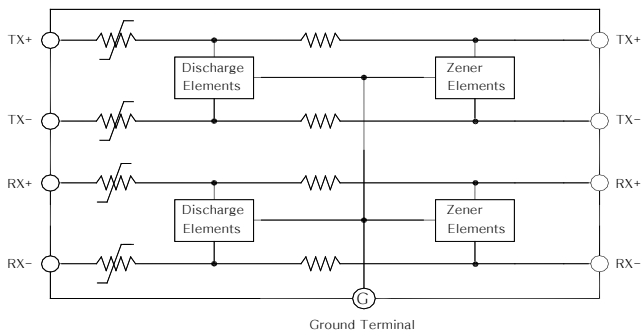 TX+
TX+
Discharge
Elements
Zener
Elements
TX−
TX−
RX+
RX+
Discharge
Elements
Zener
Elements
RX−
RX−
G
Ground Terminal